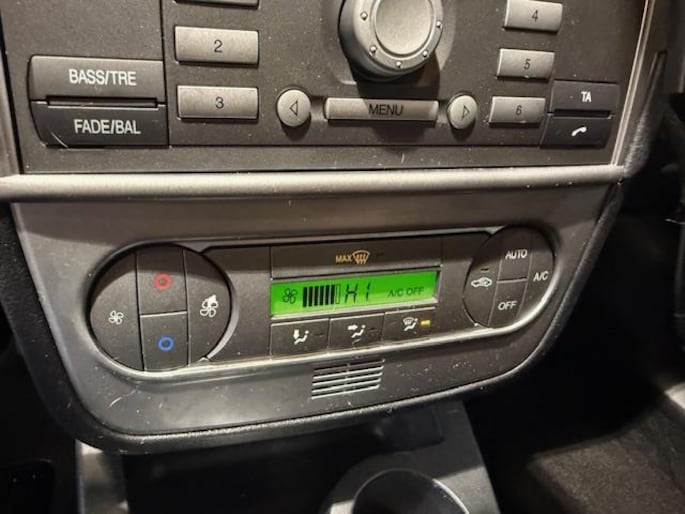 4
2
5
BASS/TRE
3
MENU
6
TA
FADE/BAL
MAX
AUTO
HI A/C OFF
A/C
OFF